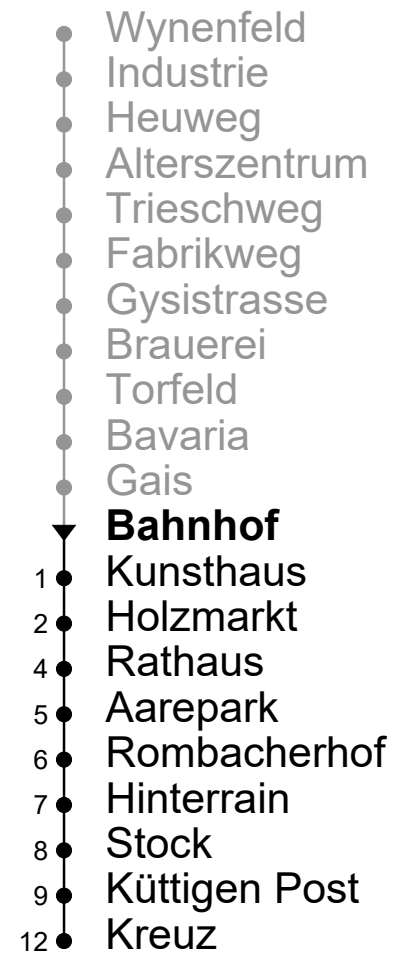 Wynenfeld
Industrie
Heuweg
Alterszentrum
Trieschweg
Fabrikweg
Gysistrasse
Brauerei
Torfeld
Bavaria
Gais
Bahnhof
1 Kunsthaus
2 Holzmarkt
4 Rathaus
5 Aarepark
6 Rombacherhof
7 Hinterrain
8 Stock
9 Küttigen Post
12 Kreuz